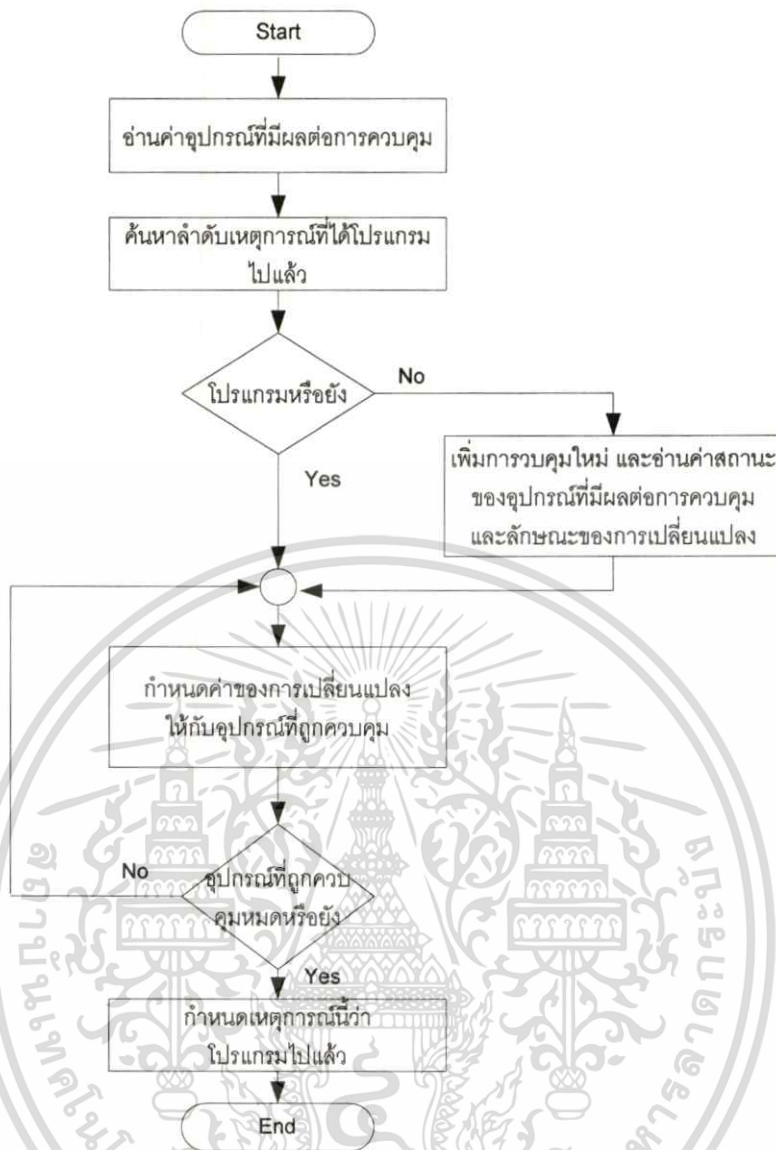 Start
อ่านค่าอุปกรณ์ที่มีผลต่อการควบคุม
ค้นหาลำดับเหตุการณ์ที่ได้โปรแกรม
ไปแล้ว
โปรแกรมหรือยัง
No
Yes
เพิ่มการวบคุมใหม่ และอ่านค่าสถานะ
ของอุปกรณ์ที่มีผลต่อการควบคุม
และลักษณะของการเปลี่ยนแปลง
กำหนดค่าของการเปลี่ยนแปลง
ให้กับอุปกรณ์ที่ถูกควบคุม
No
อุปกรณ์ที่ถูกควบ
คุมหมดหรือยัง
Yes
กำหนดเหตุการณ์นี้ว่า
โปรแกรมไปแล้ว
End